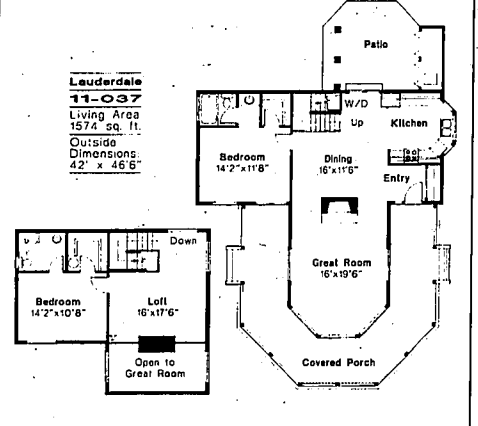 Lauderdale
11-037
Living Area
1574 sq. ft.
Outside
Dimensions:
42' x 46'6"
Patio
W/D
Up
Kitchen
Bedroom
14'2"x11'8"
Dining
16'x11'6"
Entry
Great Room
16'x19'6"
Covered Porch
Down
Bedroom
14'2"x10'8"
Loft
16'x17'6"
Open to
Great Room